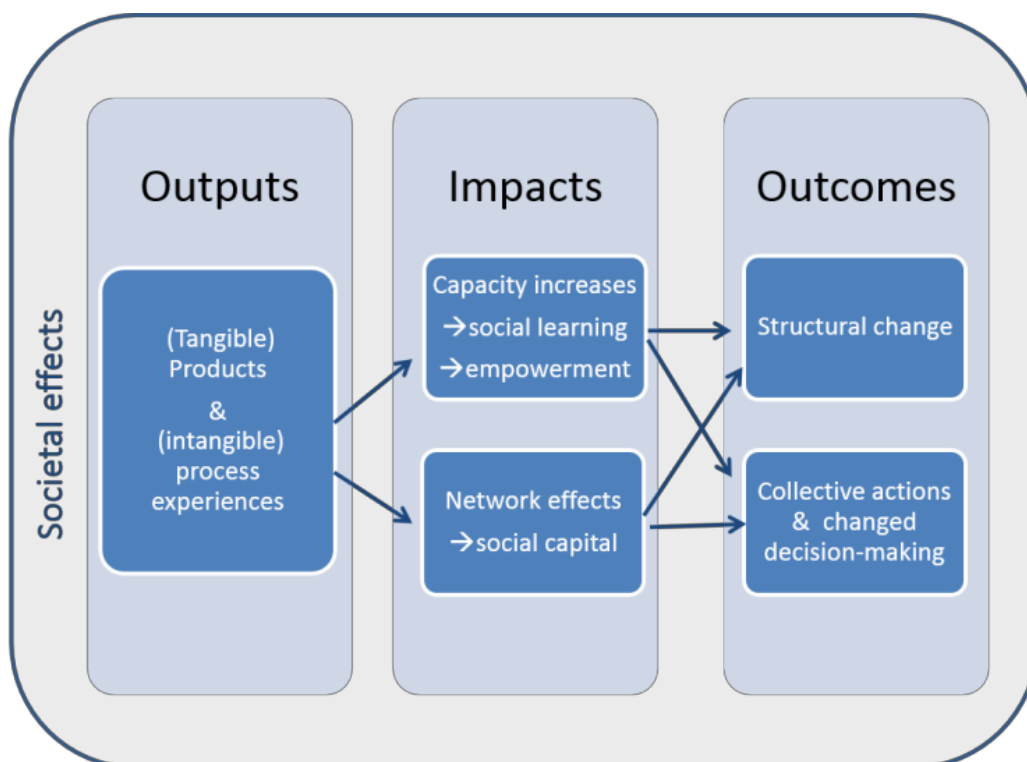 Societal effects
Outputs
(Tangible)
Products
&
(intangible)
process
experiences
Impacts
Capacity increases
→social learning
→empowerment
Network effects
→social capital
Outcomes
Structural change
Collective actions
& changed
decision-making